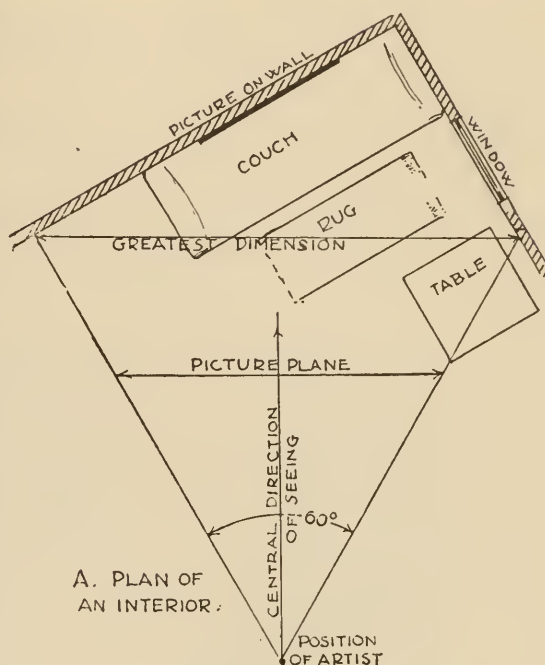 PICTURE ON WALL
COUCH
WINDOW
RUG
GREATEST DIMENSION
TABLE
PICTURE PLANE
CENTRAL DIRECTION
OF SEEING
60°
A. PLAN OF
AN INTERIOR.
POSITION
OF ARTIST